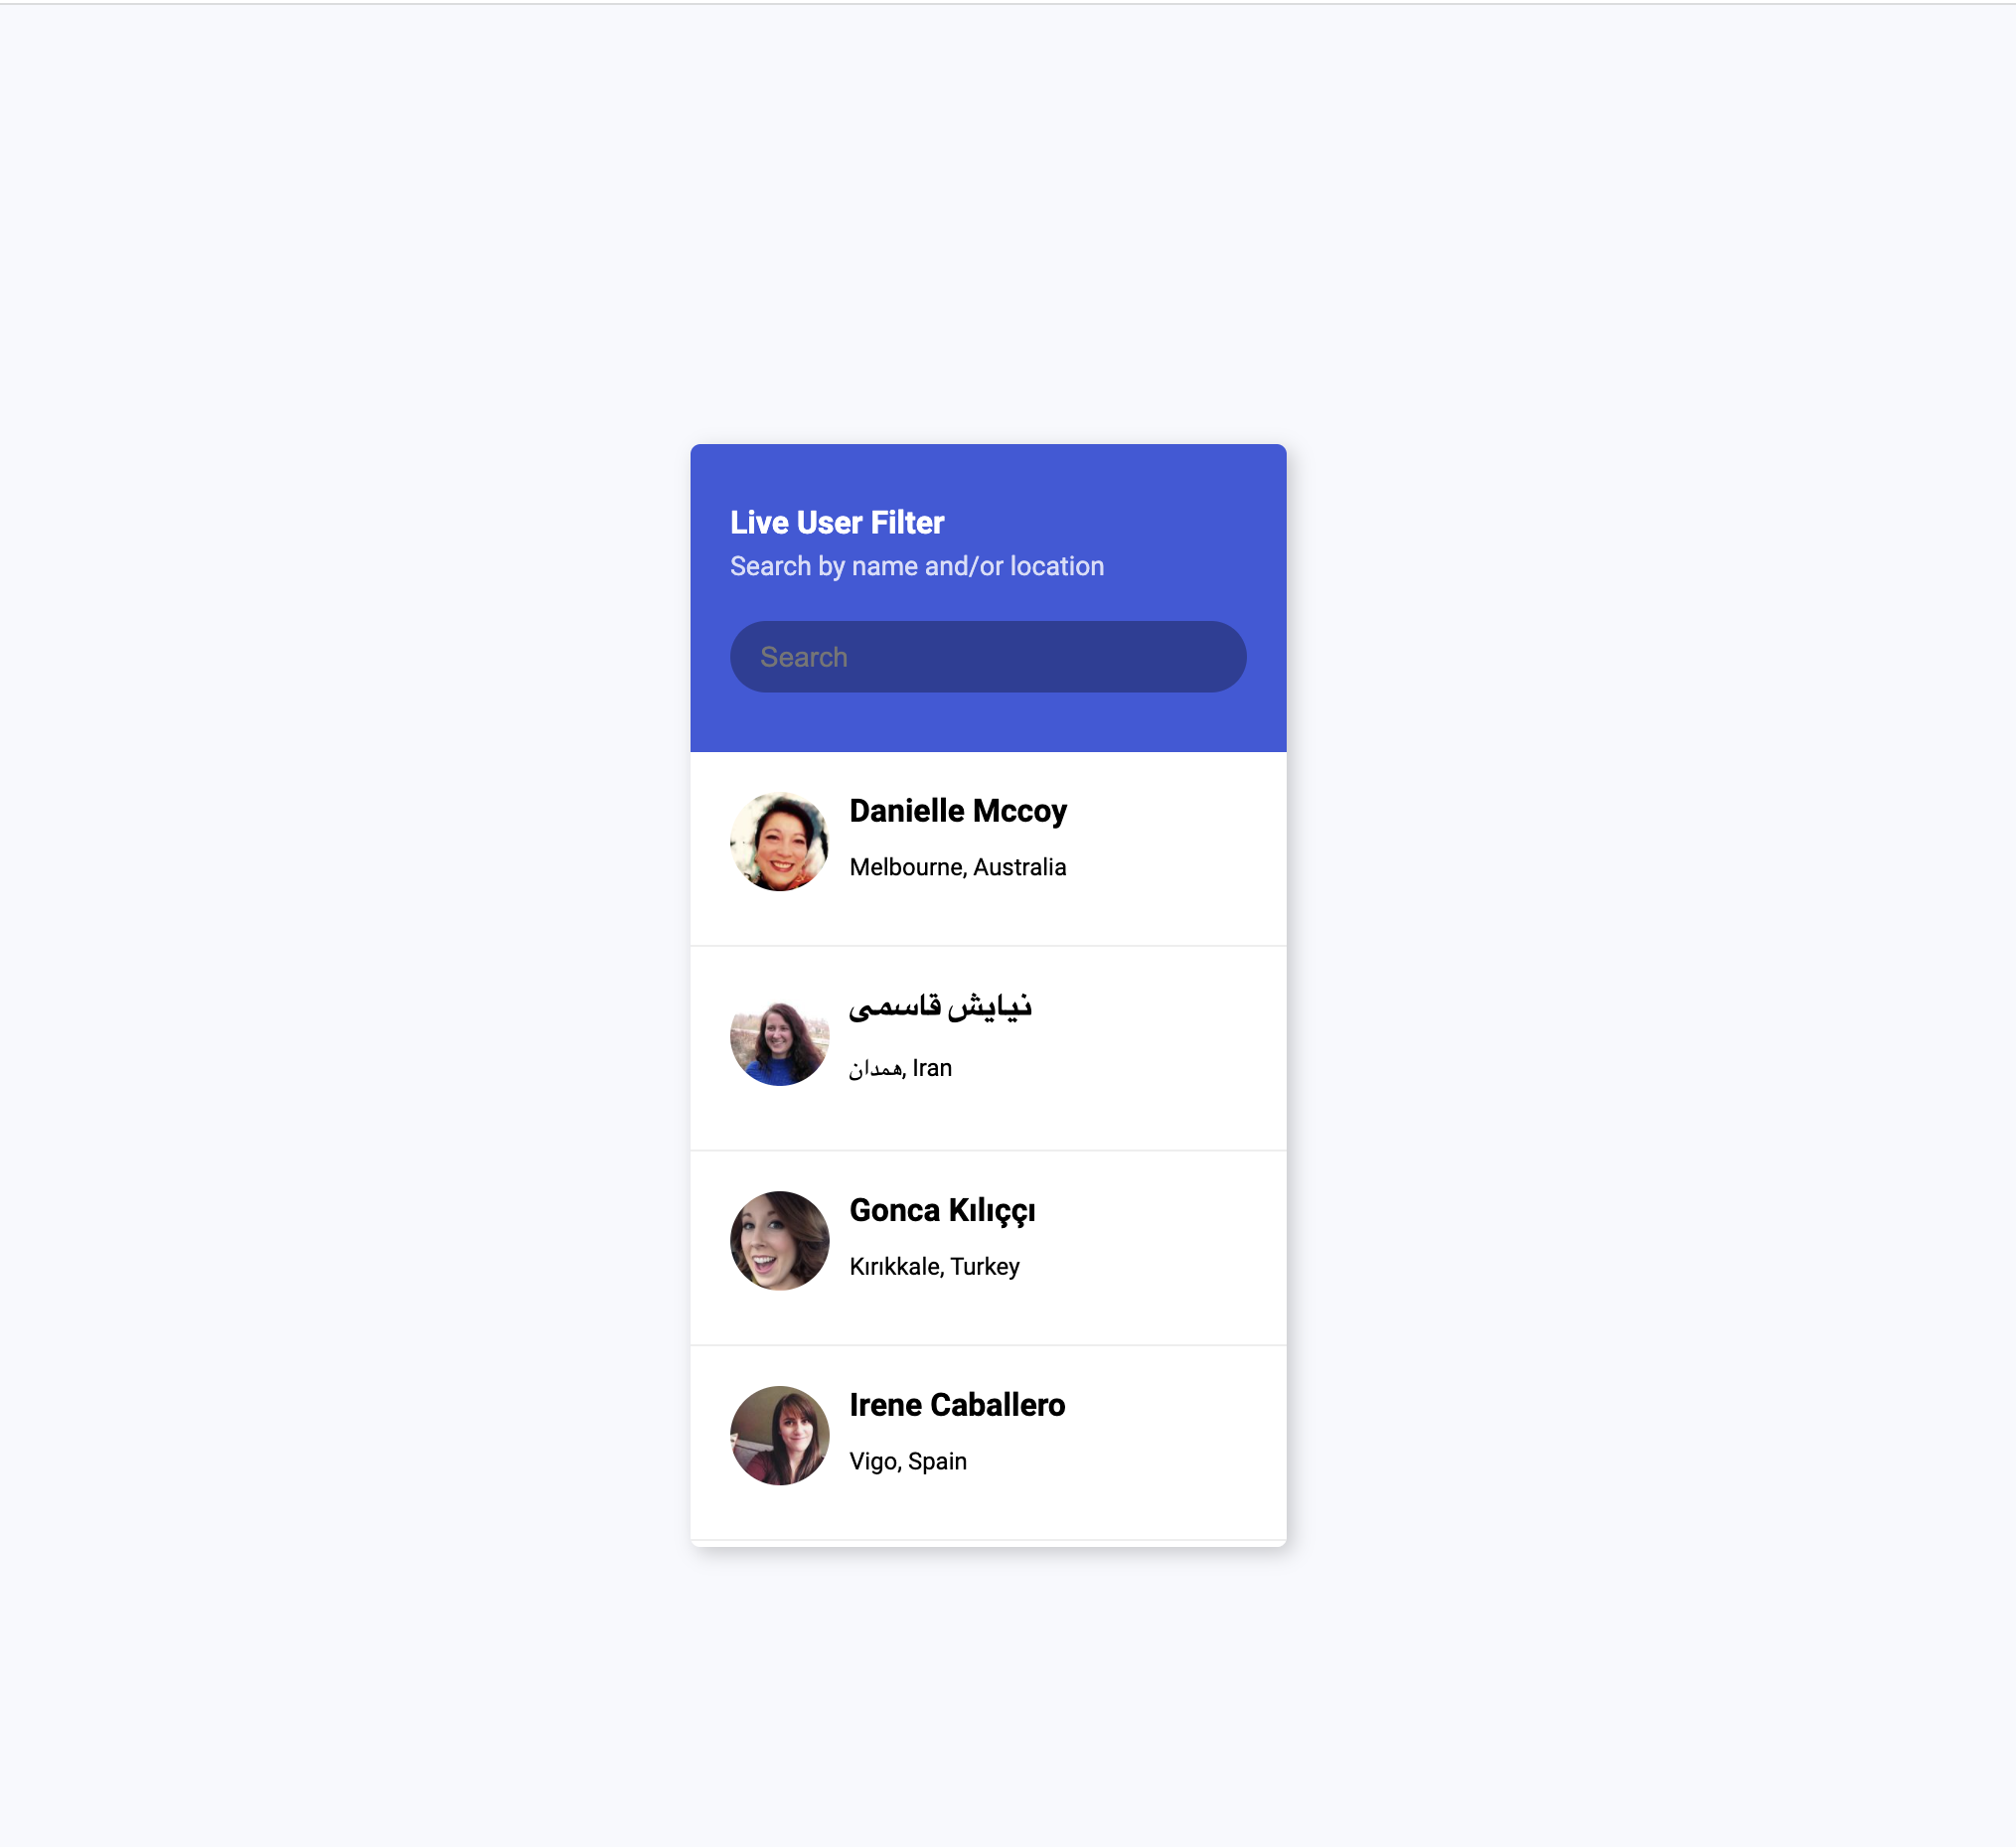 Live User Filter
Search by name and/or location
Search
Danielle Mccoy
Melbourne, Australia
نیایش قاسمی
همدان, Iran
Gonca Kılıççı
Kırıkkale, Turkey
Irene Caballero
Vigo, Spain